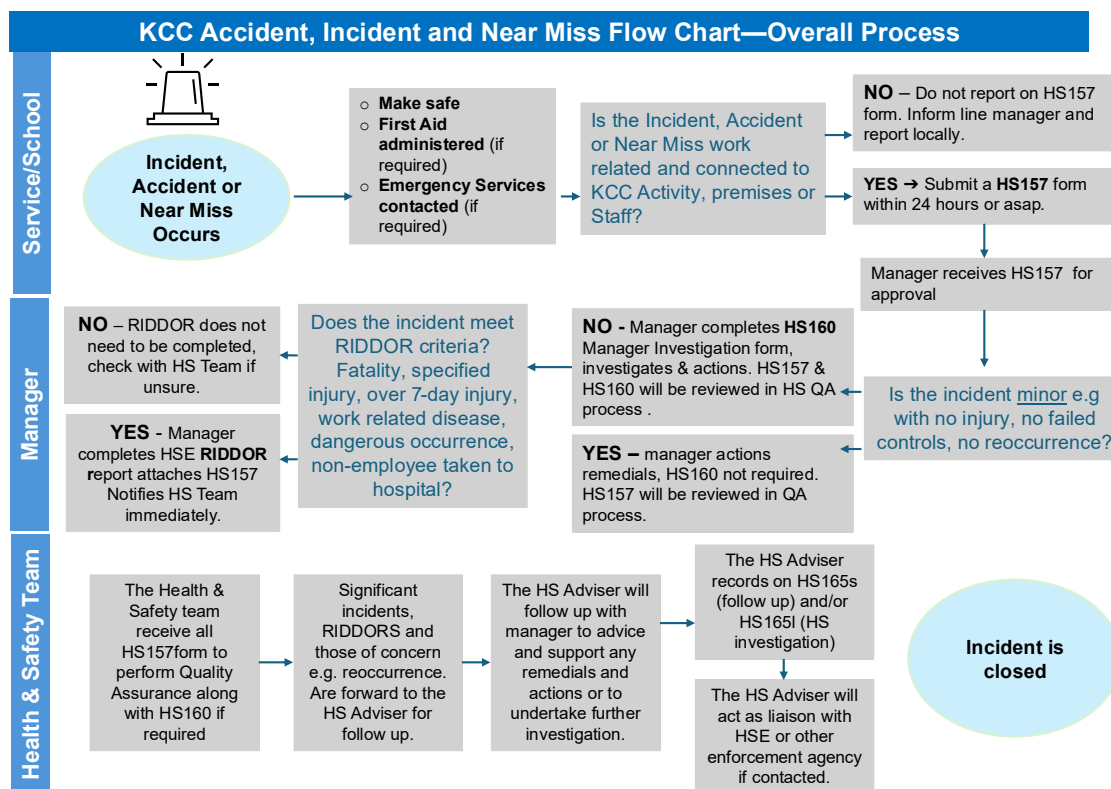 KCC Accident, Incident and Near Miss Flow Chart—Overall Process
Service/School
Incident,
Accident or
Near Miss
Occurs
o Make safe
o First Aid
administered (if
required)
o Emergency Services
contacted (if
required)
Is the Incident, Accident
or Near Miss work
related and connected to
KCC Activity, premises or
Staff?
NO – Do not report on HS157
form. Inform line manager and
report locally.
YES ➔ Submit a HS157 form
within 24 hours or asap.
Manager receives HS157 for
approval
Manager
Is the incident minor e.g
with no injury, no failed
controls, no reoccurrence?
NO - Manager completes HS160
Manager Investigation form,
investigates & actions. HS157 &
HS160 will be reviewed in HS QA
process .
YES – manager actions
remedials, HS160 not required.
HS157 will be reviewed in QA
process.
Does the incident meet
RIDDOR criteria?
Fatality, specified
injury, over 7-day injury,
work related disease,
dangerous occurrence,
non-employee taken to
hospital?
NO – RIDDOR does not
need to be completed,
check with HS Team if
unsure.
YES - Manager
completes HSE RIDDOR
report attaches HS157
Notifies HS Team
immediately.
Health & Safety Team
The Health &
Safety team
receive all
HS157form to
perform Quality
Assurance along
with HS160 if
required
Significant
incidents,
RIDDORS and
those of concern
e.g. reoccurrence.
Are forward to the
HS Adviser for
follow up.
The HS Adviser will
follow up with
manager to advice
and support any
remedials and
actions or to
undertake further
investigation.
The HS Adviser
records on HS165s
(follow up) and/or
HS165I (HS
investigation)
The HS Adviser will
act as liaison with
HSE or other
enforcement agency
if contacted.
Incident is
closed